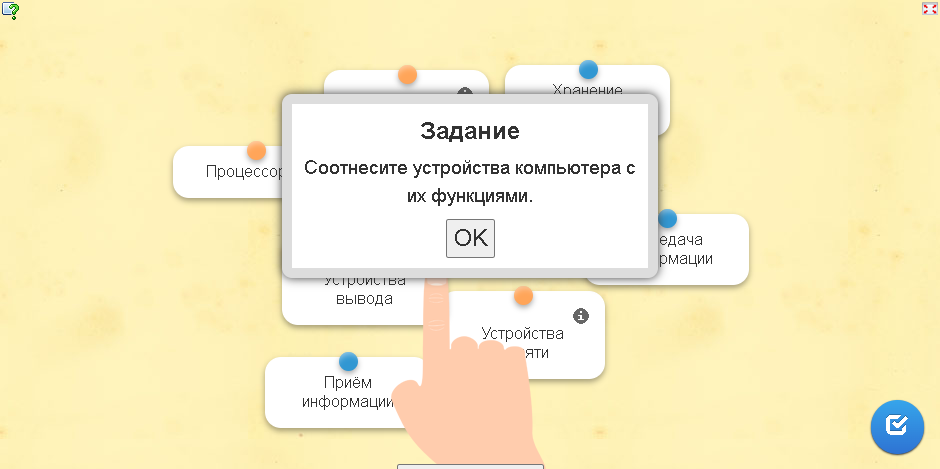 Хранение
Задание
Соотнесите устройства компьютера с
их функциями.
OK
Процессор
Устройства
вывода
Устройства
Приём
информации